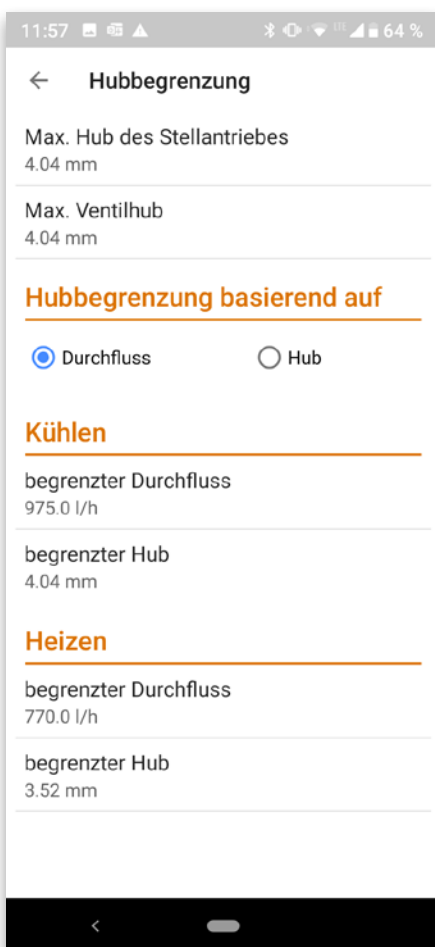 11:57 LTE 64 %
Hubbegrenzung
Max. Hub des Stellantriebes
4.04 mm
Max. Ventilhub
4.04 mm
Hubbegrenzung basierend auf
Durchfluss Hub
Kühlen
begrenzter Durchfluss
975.0 l/h
begrenzter Hub
4.04 mm
Heizen
begrenzter Durchfluss
770.0 l/h
begrenzter Hub
3.52 mm